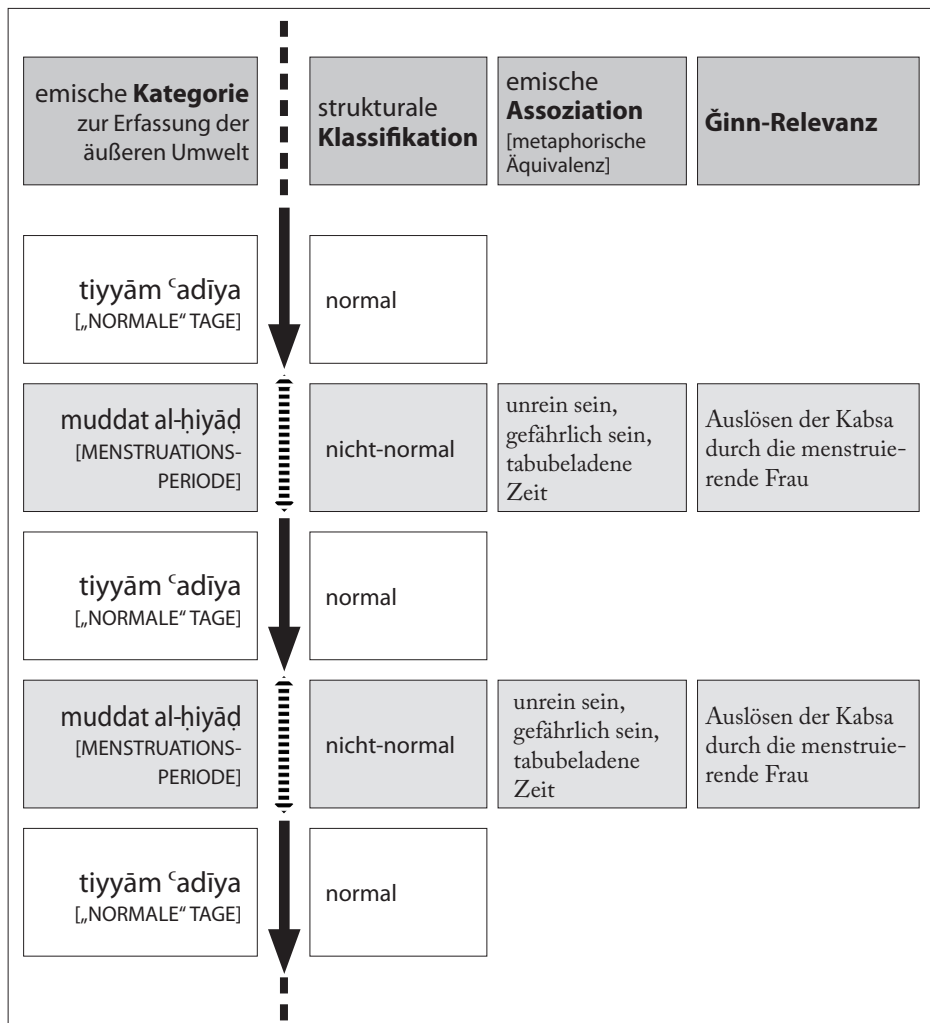 emische Kategorie
zur Erfassung der
äußeren Umwelt
strukturale
Klassifikation
emische
Assoziation
[metaphorische
Äquivalenz]
Ǧinn-Relevanz
tiyyām ʿadīya
[„NORMALE“ TAGE]
normal
muddat al-ḥiyāḍ
[MENSTRUATIONS-
PERIODE]
nicht-normal
unrein sein,
gefährlich sein,
tabubeladene
Zeit
Auslösen der Kabsa
durch die menstruie-
rende Frau
tiyyām ʿadīya
[„NORMALE“ TAGE]
normal
muddat al-ḥiyāḍ
[MENSTRUATIONS-
PERIODE]
nicht-normal
unrein sein,
gefährlich sein,
tabubeladene
Zeit
Auslösen der Kabsa
durch die menstruie-
rende Frau
tiyyām ʿadīya
[„NORMALE“ TAGE]
normal